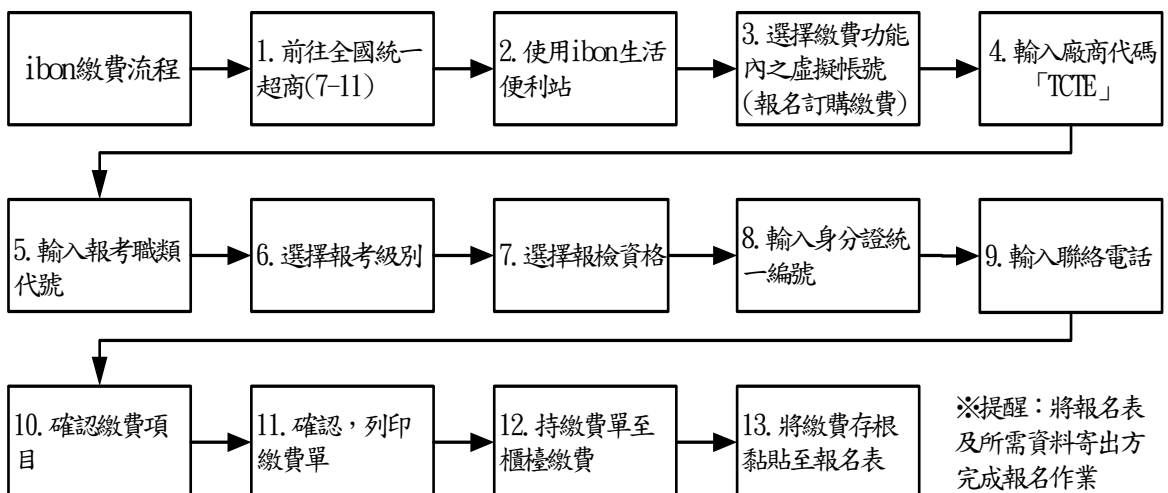 ibon繳費流程
1. 前往全國統一
超商(7-11)
2. 使用ibon生活
便利站
3. 選擇繳費功能
內之虛擬帳號
(報名訂購繳費)
4. 輸入廠商代碼
「TCTE」
5. 輸入報考職類
代號
6. 選擇報考級別
7. 選擇報檢資格
8. 輸入身分證統
一編號
9. 輸入聯絡電話
10. 確認繳費項
目
11. 確認，列印
繳費單
12. 持繳費單至
櫃檯繳費
13. 將繳費存根
黏貼至報名表
※提醒：將報名表
及所需資料寄出方
完成報名作業